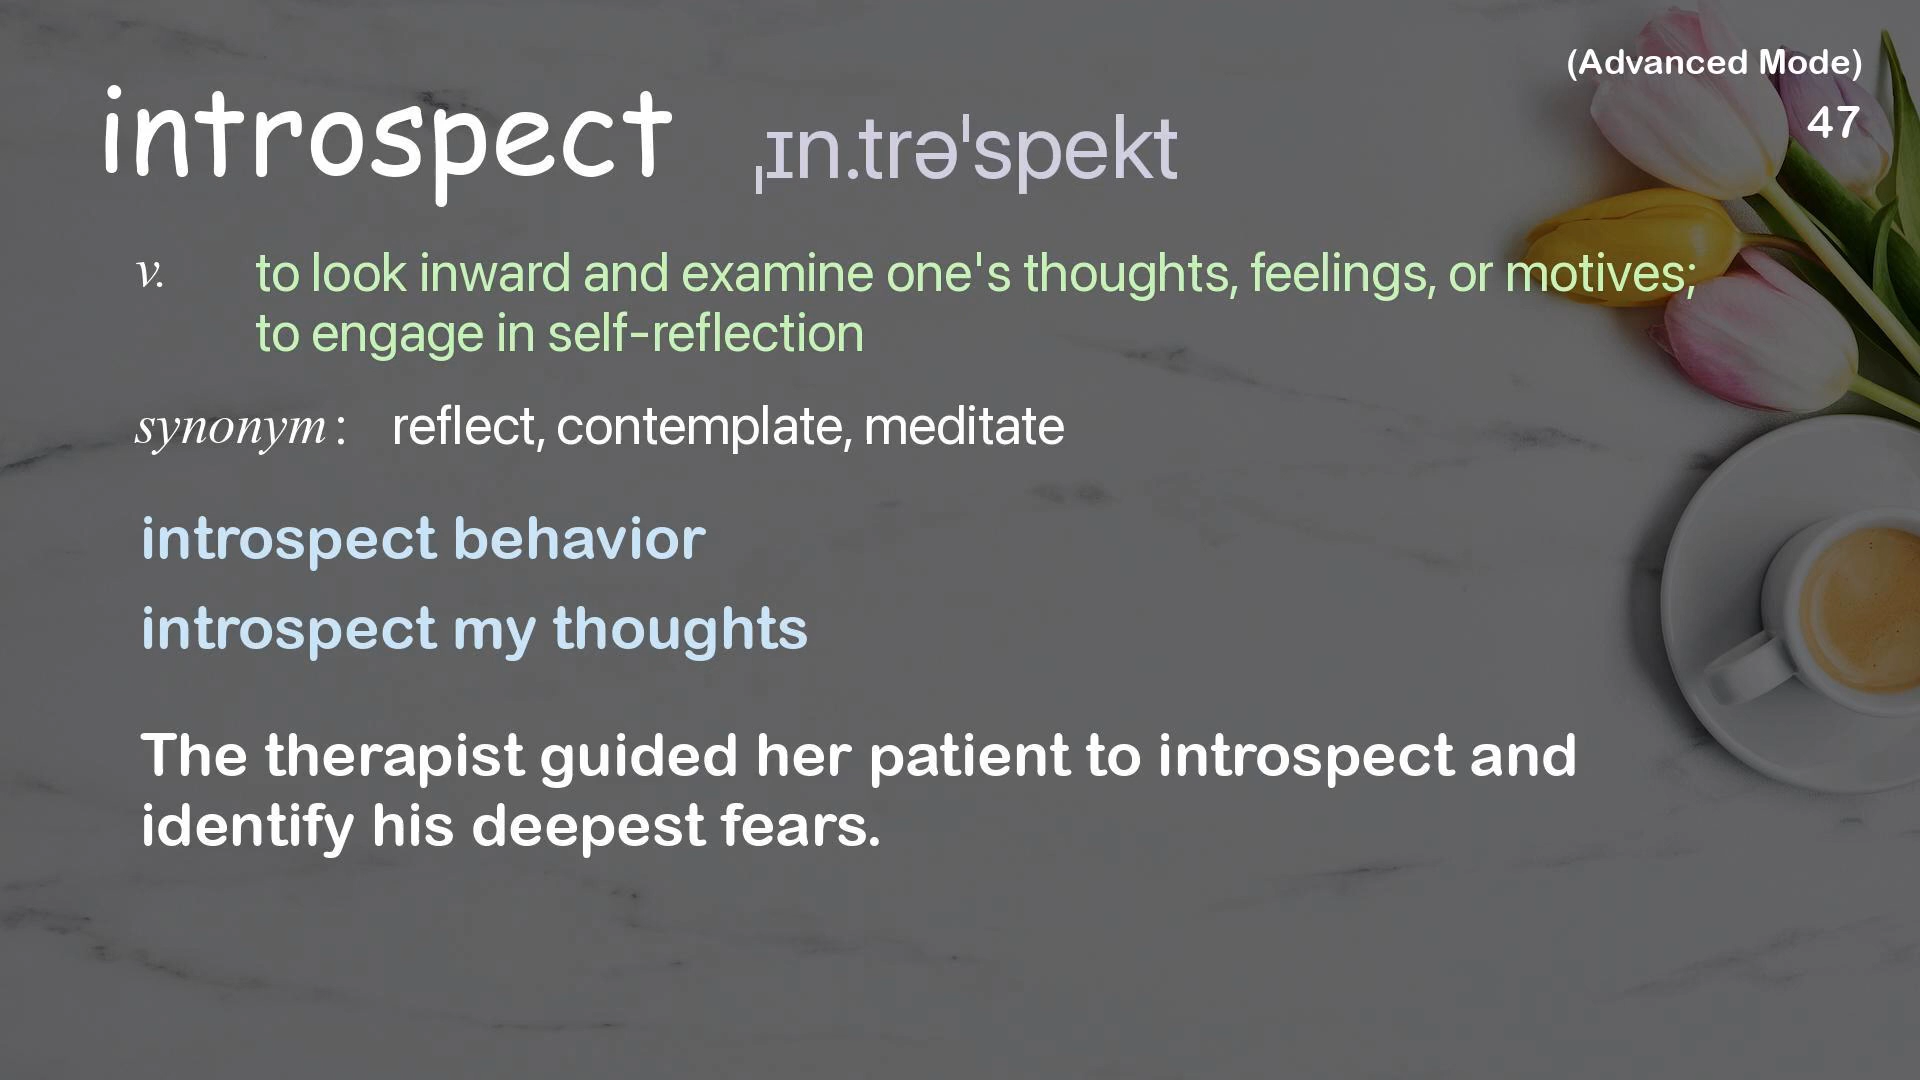 (Advanced Mode)
47
introspect ˌɪn.trəˈspekt
v. to look inward and examine one's thoughts, feelings, or motives;
to engage in self-reflection
synonym : reflect, contemplate, meditate
introspect behavior
introspect my thoughts
The therapist guided her patient to introspect and
identify his deepest fears.